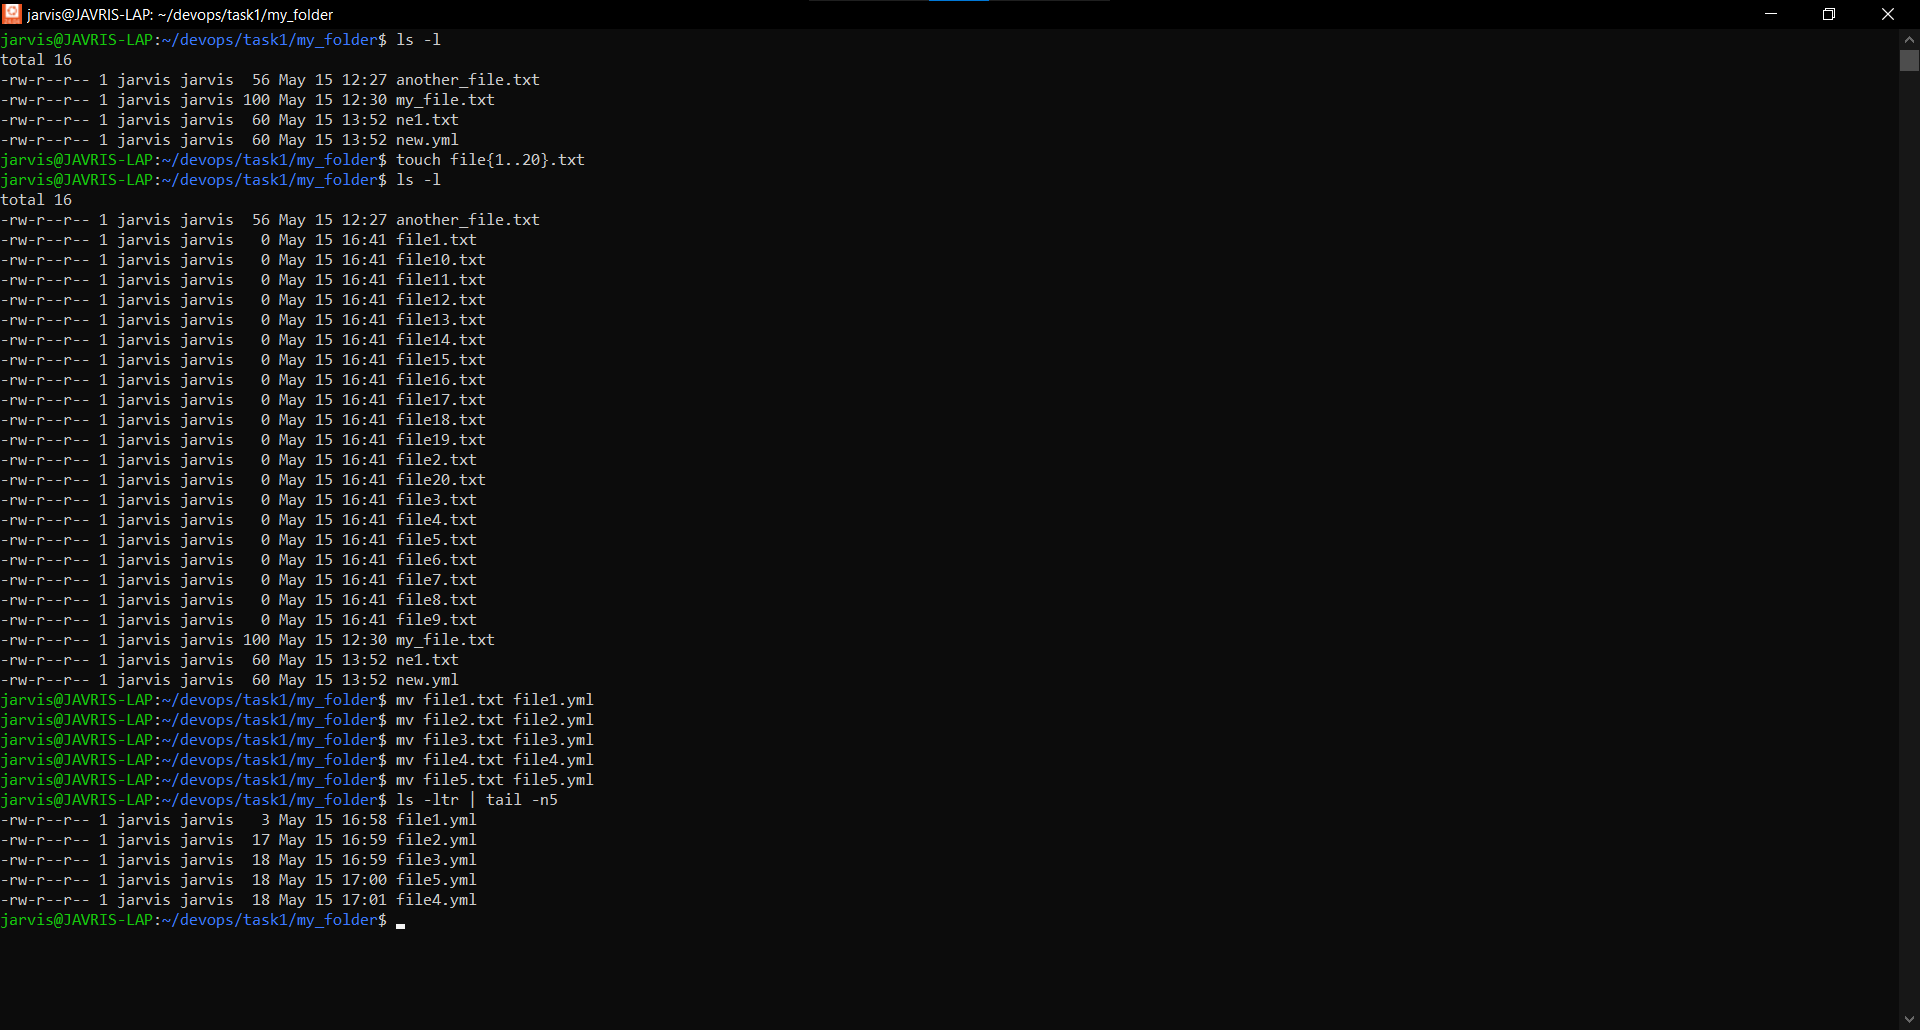 jarvis@JAVRIS-LAP: ~/devops/task1/my_folder
jarvis@JAVRIS-LAP:~/devops/task1/my_folder$ ls -l
total 16
-rw-r--r-- 1 jarvis jarvis  56 May 15 12:27 another_file.txt
-rw-r--r-- 1 jarvis jarvis 100 May 15 12:30 my_file.txt
-rw-r--r-- 1 jarvis jarvis  60 May 15 13:52 ne1.txt
-rw-r--r-- 1 jarvis jarvis  60 May 15 13:52 new.yml
jarvis@JAVRIS-LAP:~/devops/task1/my_folder$ touch file{1..20}.txt
jarvis@JAVRIS-LAP:~/devops/task1/my_folder$ ls -l
total 16
-rw-r--r-- 1 jarvis jarvis  56 May 15 12:27 another_file.txt
-rw-r--r-- 1 jarvis jarvis   0 May 15 16:41 file1.txt
-rw-r--r-- 1 jarvis jarvis   0 May 15 16:41 file10.txt
-rw-r--r-- 1 jarvis jarvis   0 May 15 16:41 file11.txt
-rw-r--r-- 1 jarvis jarvis   0 May 15 16:41 file12.txt
-rw-r--r-- 1 jarvis jarvis   0 May 15 16:41 file13.txt
-rw-r--r-- 1 jarvis jarvis   0 May 15 16:41 file14.txt
-rw-r--r-- 1 jarvis jarvis   0 May 15 16:41 file15.txt
-rw-r--r-- 1 jarvis jarvis   0 May 15 16:41 file16.txt
-rw-r--r-- 1 jarvis jarvis   0 May 15 16:41 file17.txt
-rw-r--r-- 1 jarvis jarvis   0 May 15 16:41 file18.txt
-rw-r--r-- 1 jarvis jarvis   0 May 15 16:41 file19.txt
-rw-r--r-- 1 jarvis jarvis   0 May 15 16:41 file2.txt
-rw-r--r-- 1 jarvis jarvis   0 May 15 16:41 file20.txt
-rw-r--r-- 1 jarvis jarvis   0 May 15 16:41 file3.txt
-rw-r--r-- 1 jarvis jarvis   0 May 15 16:41 file4.txt
-rw-r--r-- 1 jarvis jarvis   0 May 15 16:41 file5.txt
-rw-r--r-- 1 jarvis jarvis   0 May 15 16:41 file6.txt
-rw-r--r-- 1 jarvis jarvis   0 May 15 16:41 file7.txt
-rw-r--r-- 1 jarvis jarvis   0 May 15 16:41 file8.txt
-rw-r--r-- 1 jarvis jarvis   0 May 15 16:41 file9.txt
-rw-r--r-- 1 jarvis jarvis 100 May 15 12:30 my_file.txt
-rw-r--r-- 1 jarvis jarvis  60 May 15 13:52 ne1.txt
-rw-r--r-- 1 jarvis jarvis  60 May 15 13:52 new.yml
jarvis@JAVRIS-LAP:~/devops/task1/my_folder$ mv file1.txt file1.yml
jarvis@JAVRIS-LAP:~/devops/task1/my_folder$ mv file2.txt file2.yml
jarvis@JAVRIS-LAP:~/devops/task1/my_folder$ mv file3.txt file3.yml
jarvis@JAVRIS-LAP:~/devops/task1/my_folder$ mv file4.txt file4.yml
jarvis@JAVRIS-LAP:~/devops/task1/my_folder$ mv file5.txt file5.yml
jarvis@JAVRIS-LAP:~/devops/task1/my_folder$ ls -ltr | tail -n5
-rw-r--r-- 1 jarvis jarvis   3 May 15 16:58 file1.yml
-rw-r--r-- 1 jarvis jarvis  17 May 15 16:59 file2.yml
-rw-r--r-- 1 jarvis jarvis  18 May 15 16:59 file3.yml
-rw-r--r-- 1 jarvis jarvis  18 May 15 17:00 file5.yml
-rw-r--r-- 1 jarvis jarvis  18 May 15 17:01 file4.yml
jarvis@JAVRIS-LAP:~/devops/task1/my_folder$